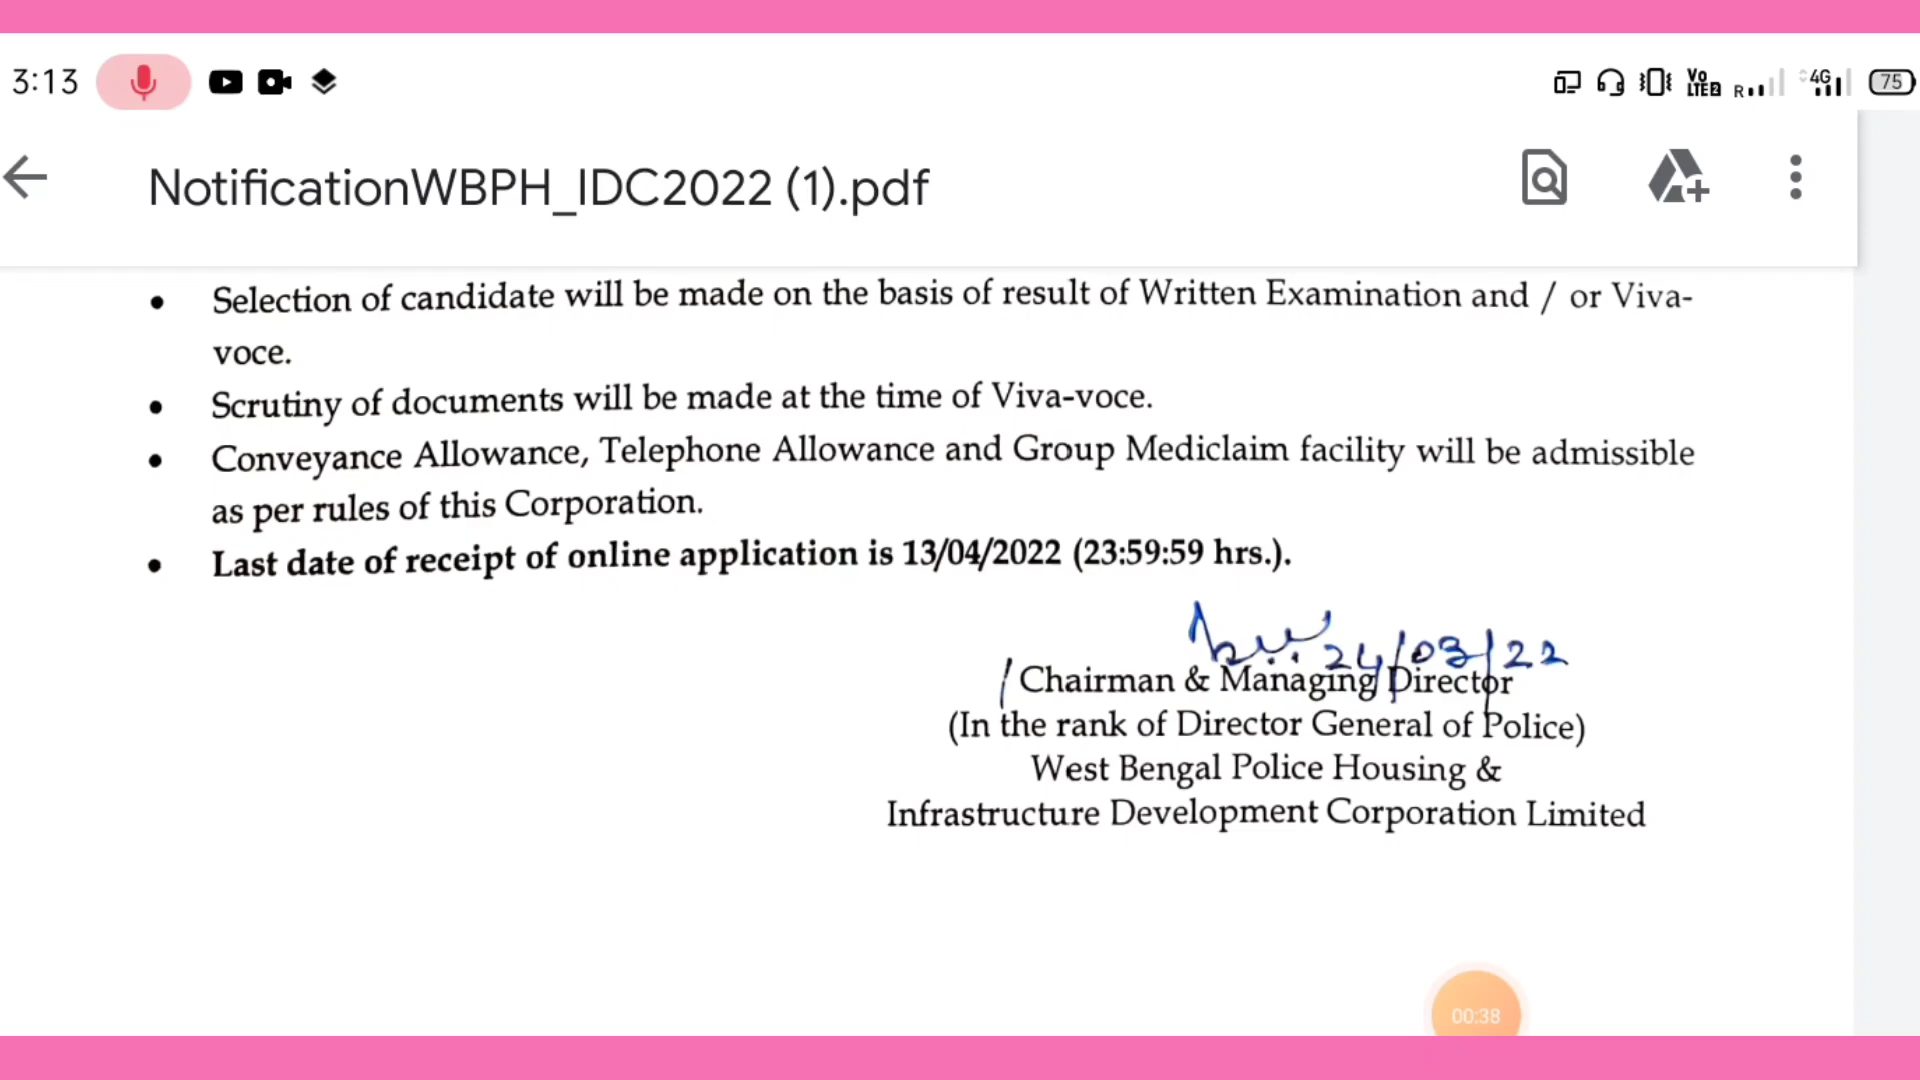 3:13 Vo LTE2 R 4G 75
NotificationWBPH_IDC2022 (1).pdf
• Selection of candidate will be made on the basis of result of Written Examination and / or Viva-
voce.
• Scrutiny of documents will be made at the time of Viva-voce.
• Conveyance Allowance, Telephone Allowance and Group Mediclaim facility will be admissible
as per rules of this Corporation.
• Last date of receipt of online application is 13/04/2022 (23:59:59 hrs.).
24/03/22
/ Chairman & Managing Director
(In the rank of Director General of Police)
West Bengal Police Housing &
Infrastructure Development Corporation Limited
00:38